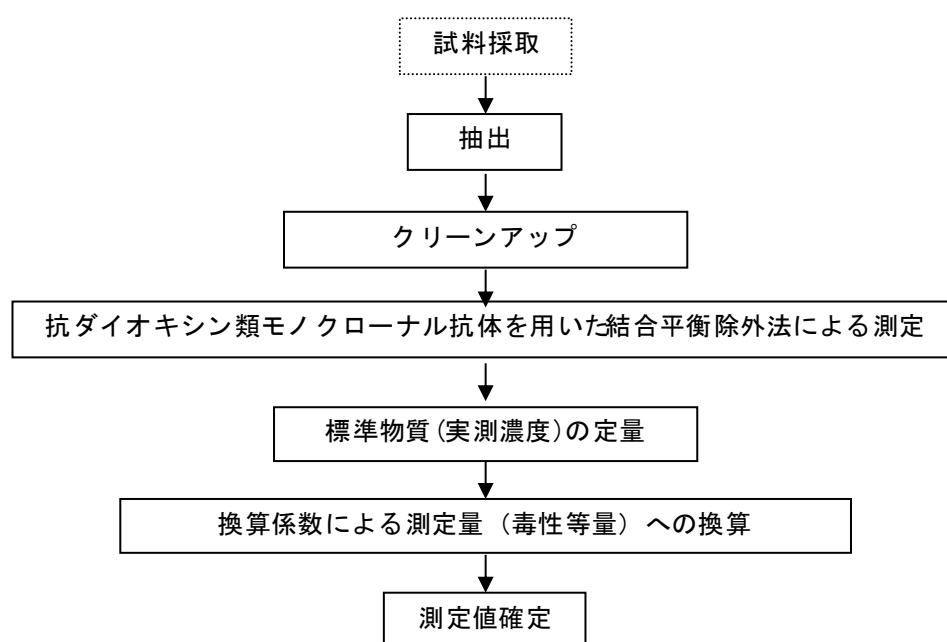 試料採取
抽出
クリーンアップ
抗ダイオキシン類モノクローナル抗体を用いた結合平衡除外法による測定
標準物質(実測濃度)の定量
換算係数による測定量（毒性等量）への換算
測定値確定